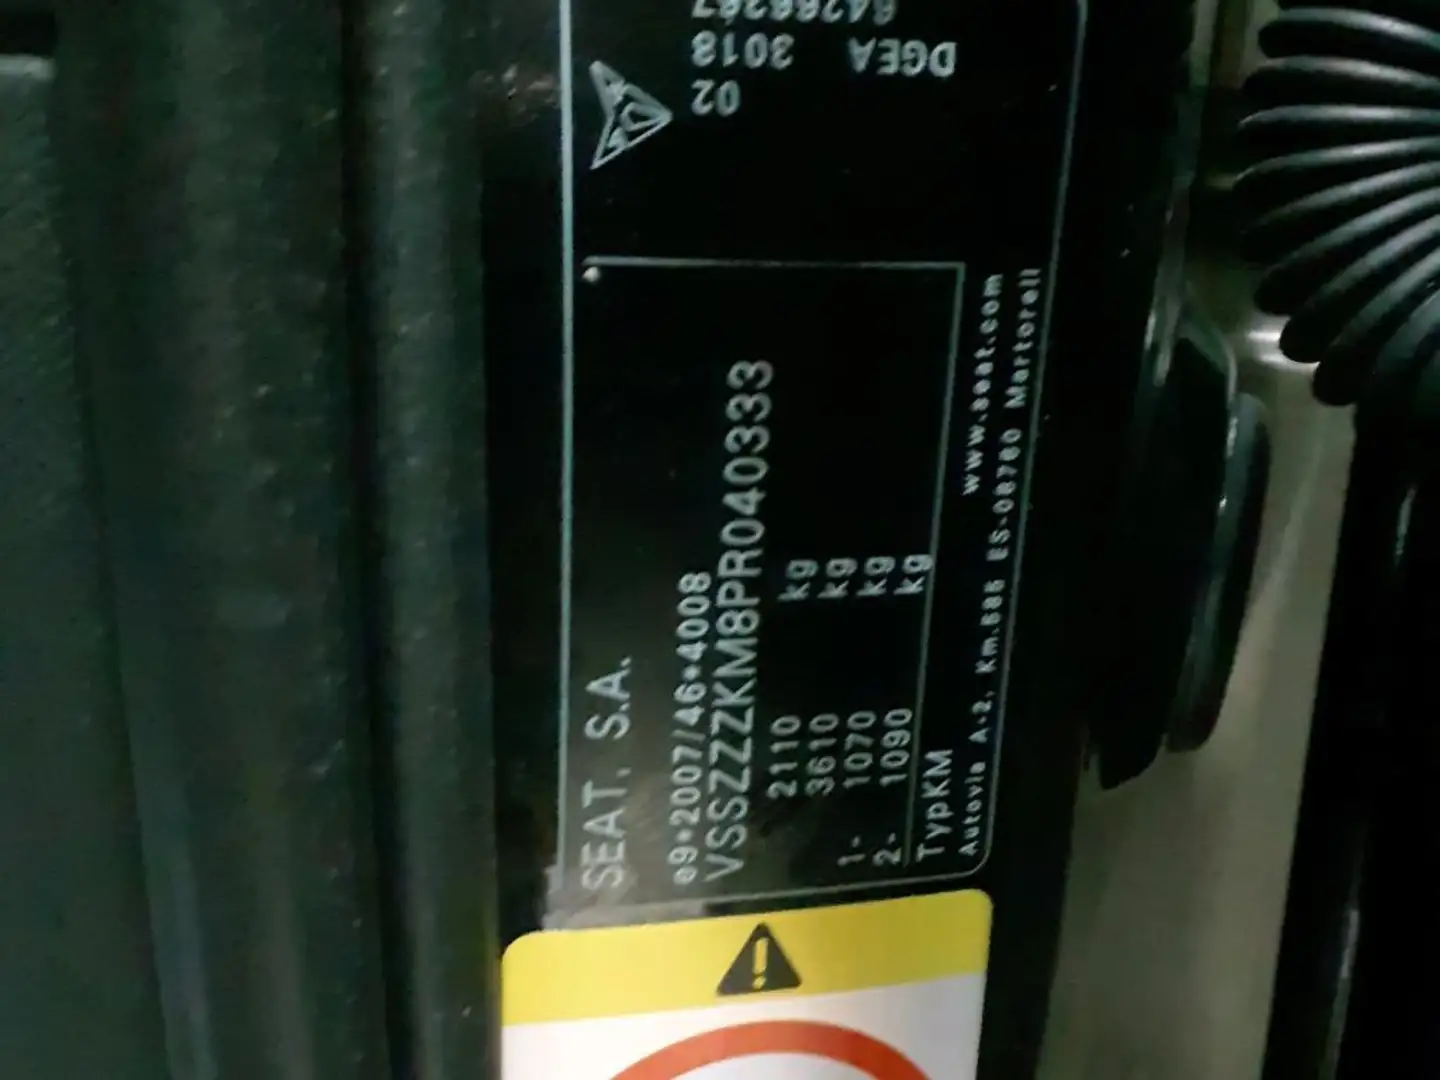 SEAT, S.A.
e9*2007/46*4008
VSSZZZKM8PR040333
2110 kg
3610 kg
1- 1070 kg
2- 1090 kg
TypKM
www.seat.com
Autovia A-2, Km.585 ES-08760 Martorell
02
DGEA 3018